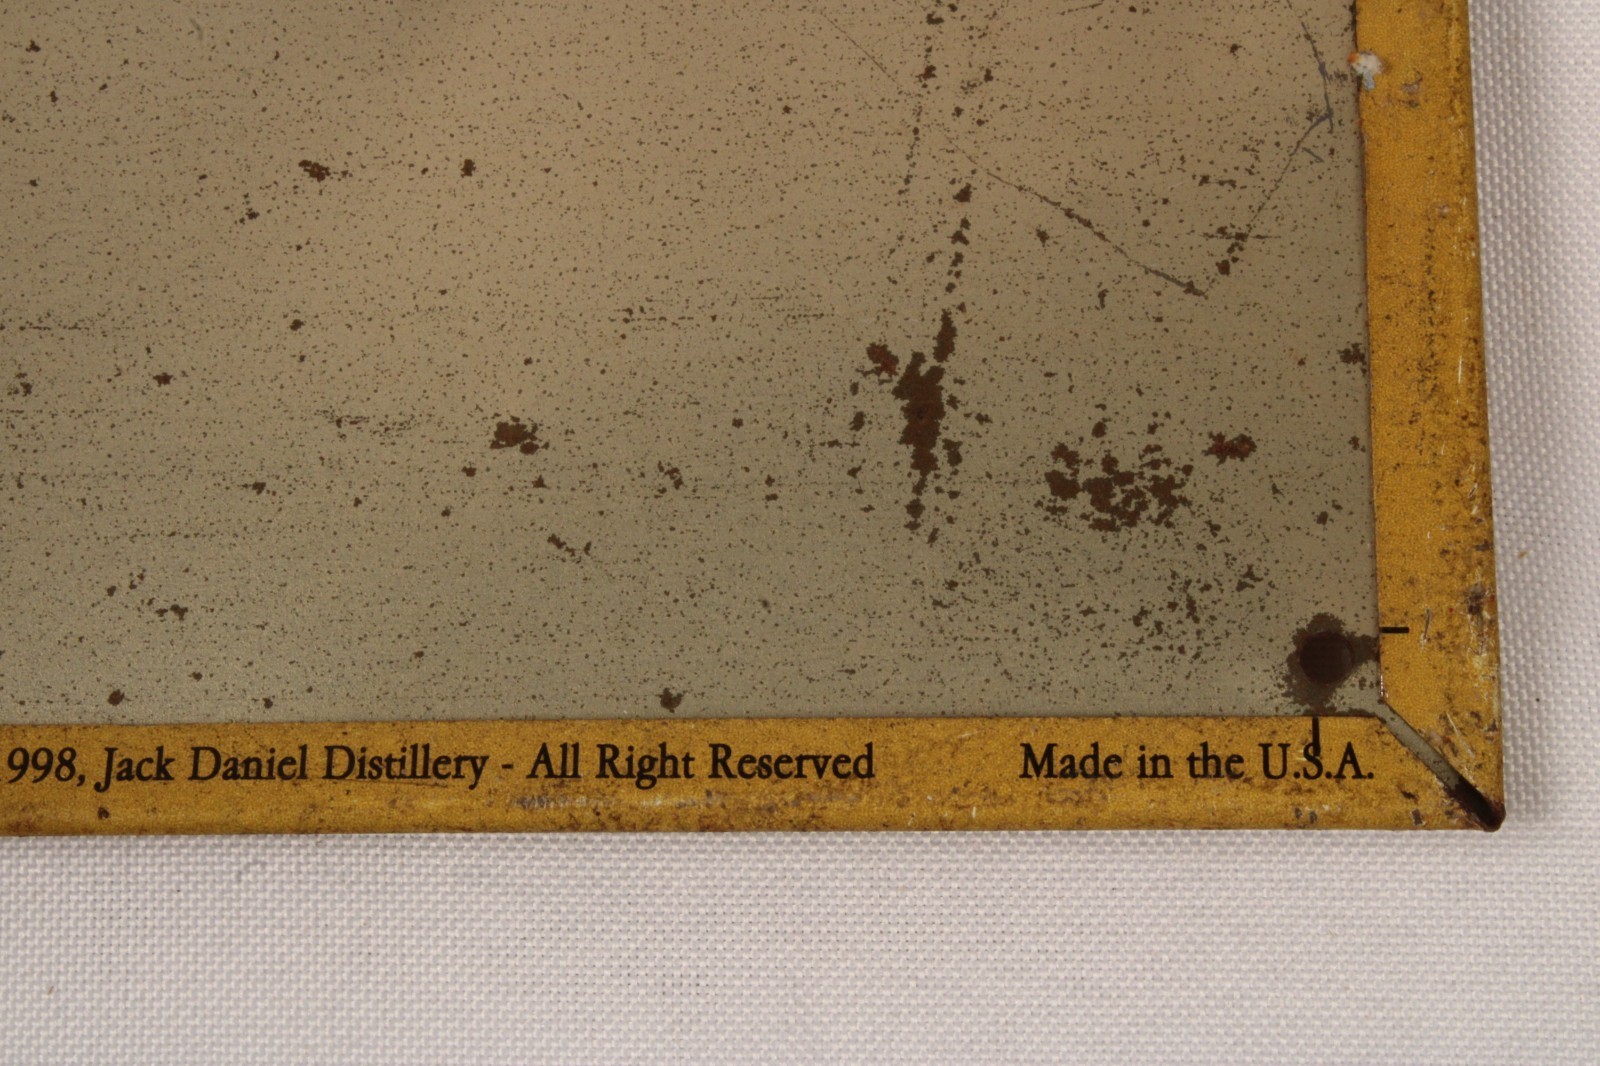 998, Jack Daniel Distillery - All Right Reserved Made in the U.S.A.